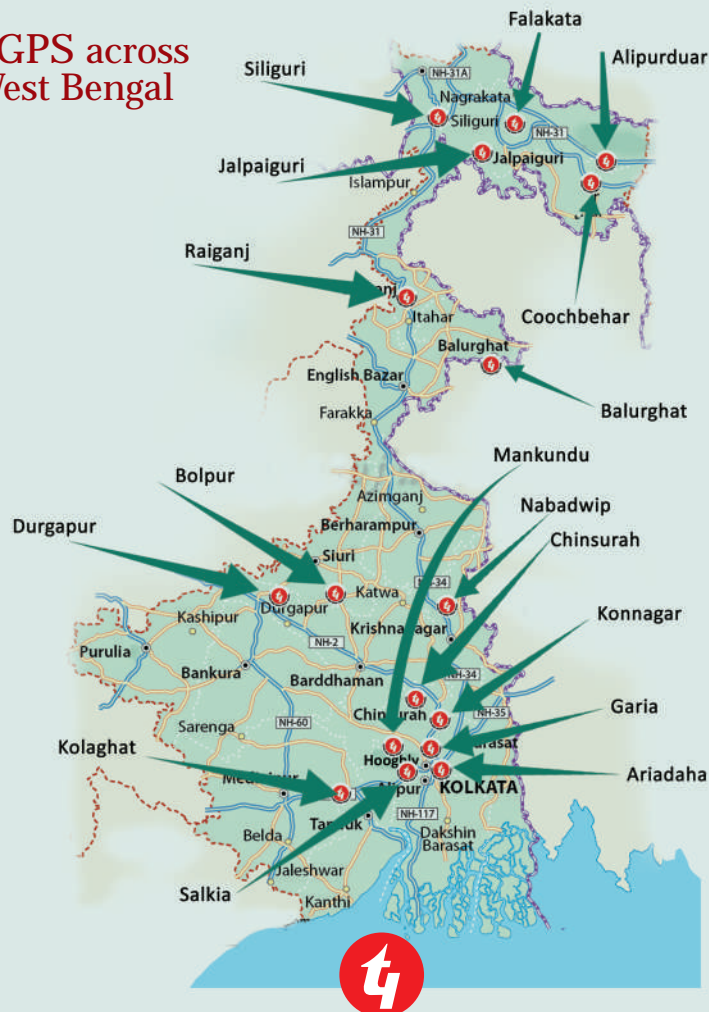 GPS across
West Bengal
Falakata
Alipurduar
Siliguri
NH-31A
Nagrakata
Siliguri
NH-31
Jalpaiguri
Jalpaiguri
Islampur
NH-31
Raiganj
Itahar
Coochbehar
Balurghat
English Bazar
Balurghat
Farakka
Mankundu
Bolpur
Azimganj
Nabadwip
Durgapur
Berharampur
Chinsurah
Siuri
NH-34
Durgapur
Katwa
Kashipur
Krishnanagar
Konnagar
NH-2
Purulia
Bankura
Barddhaman
NH-34
NH-35
Garia
Sarenga
NH-60
Kolaghat
Hooghly
Ariadaha
Alipur
KOLKATA
NH-117
Belda
Dakshin
Barasat
Jaleshwar
Salkia
Kanthi